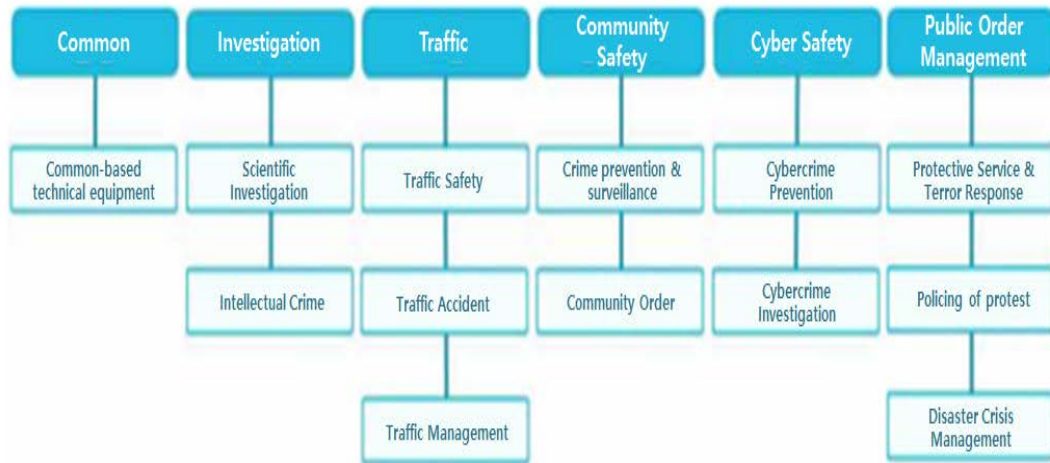 Common
Investigation
Traffic
Community
Safety
Cyber Safety
Public Order
Management
Common-based
technical equipment
Scientific
Investigation
Traffic Safety
Crime prevention &
surveillance
Cybercrime
Prevention
Protective Service &
Terror Response
Intellectual Crime
Traffic Accident
Community Order
Cybercrime
Investigation
Policing of protest
Traffic Management
Disaster Crisis
Management